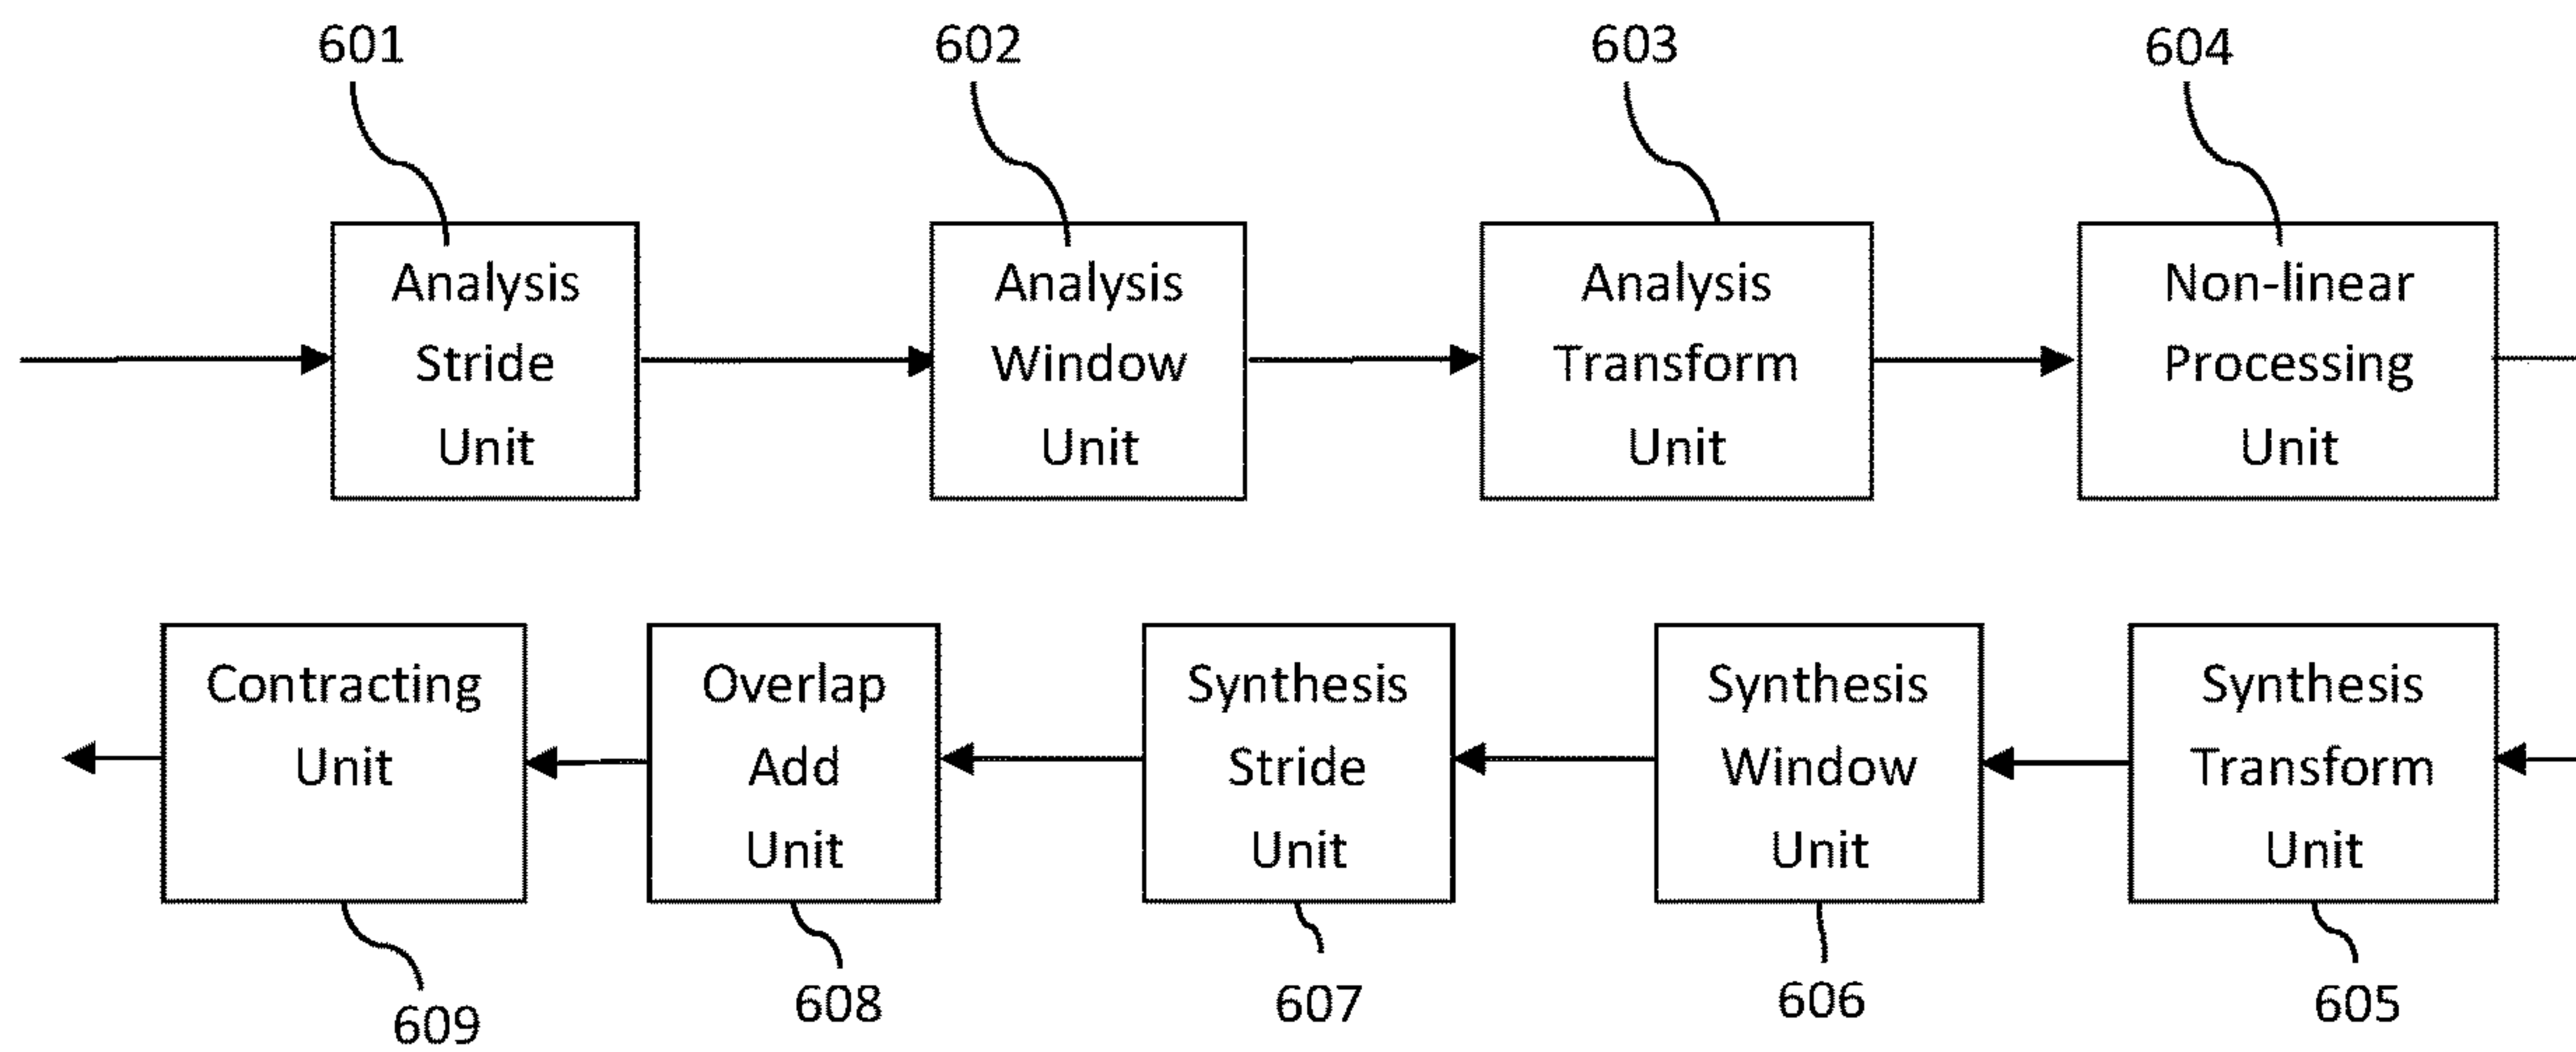 601
602
603
604
Analysis
Stride
Unit
Analysis
Window
Unit
Analysis
Transform
Unit
Non-linear
Processing
Unit
Contracting
Unit
Overlap
Add
Unit
Synthesis
Stride
Unit
Synthesis
Window
Unit
Synthesis
Transform
Unit
609
608
607
606
605